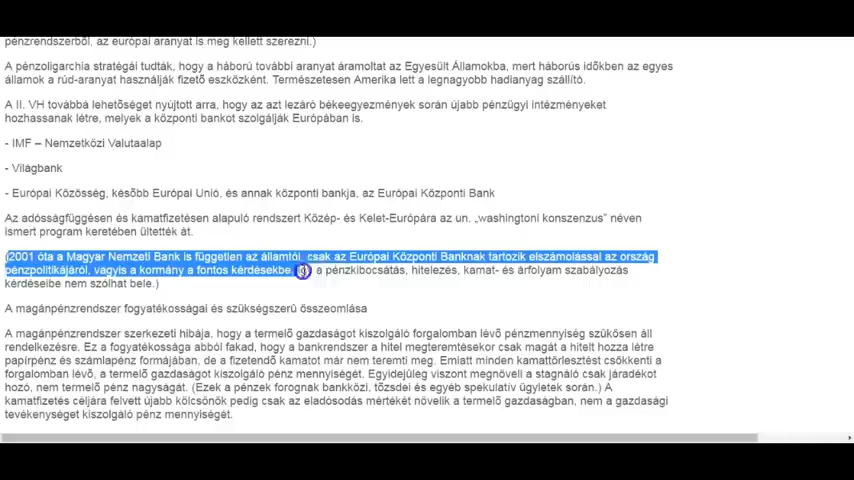 pénzrendszerből, az európai aranyat is meg kellett szerezni.)
A pénzoligarchia stratégái tudták, hogy a háború további aranyat áramoltat az Egyesült Államokba, mert háborús időkben az egyes
államok a rúd-aranyat használják fizető eszközként. Természetesen Amerika lett a legnagyobb hadianyag szállító.
A II. VH továbbá lehetőséget nyújtott arra, hogy az azt lezáró békeegyezmények során újabb pénzügyi intézményeket
hozhassanak létre, melyek a központi bankot szolgálják Európában is.
- IMF – Nemzetközi Valutaalap
- Világbank
- Európai Közösség, később Európai Unió, és annak központi bankja, az Európai Központi Bank
Az adósságfüggésen és kamatfizetésen alapuló rendszert Közép- és Kelet-Európára az un. „washingtoni konszenzus” néven
ismert program keretében ültették át.
(2001 óta a Magyar Nemzeti Bank is független az államtól, csak az Európai Központi Banknak tartozik elszámolással az ország
pénzpolitikájáról, vagyis a kormány a fontos kérdésekbe, a pénzkibocsátás, hitelezés, kamat- és árfolyam szabályozás
kérdéseibe nem szólhat bele.)
A magánpénzrendszer fogyatékosságai és szükségszerû összeomlása
A magánpénzrendszer szerkezeti hibája, hogy a termelő gazdaságot kiszolgáló forgalomban lévő pénzmennyiség szűkösen áll
rendelkezésre. Ez a fogyatékossága abból fakad, hogy a bankrendszer a hitel megteremtésekor csak magát a hitelt hozza létre
papírpénz és számlapénz formájában, de a fizetendő kamatot már nem teremti meg. Emiatt minden kamattörlesztést csökkenti a
forgalomban lévő, a termelő gazdaságot kiszolgáló pénz mennyiségét. Egyidejûleg viszont megnöveli a stagnáló csak járadékot
hozó, nem termelő pénz nagyságát. (Ezek a pénzek forognak bankközi, tőzsdei és egyéb spekulatív ügyletek során.) A
kamatfizetés céljára felvett újabb kölcsönök pedig csak az eladósodás mértékét növelik a termelő gazdaságban, nem a gazdasági
tevékenységet kiszolgáló pénz mennyiségét.